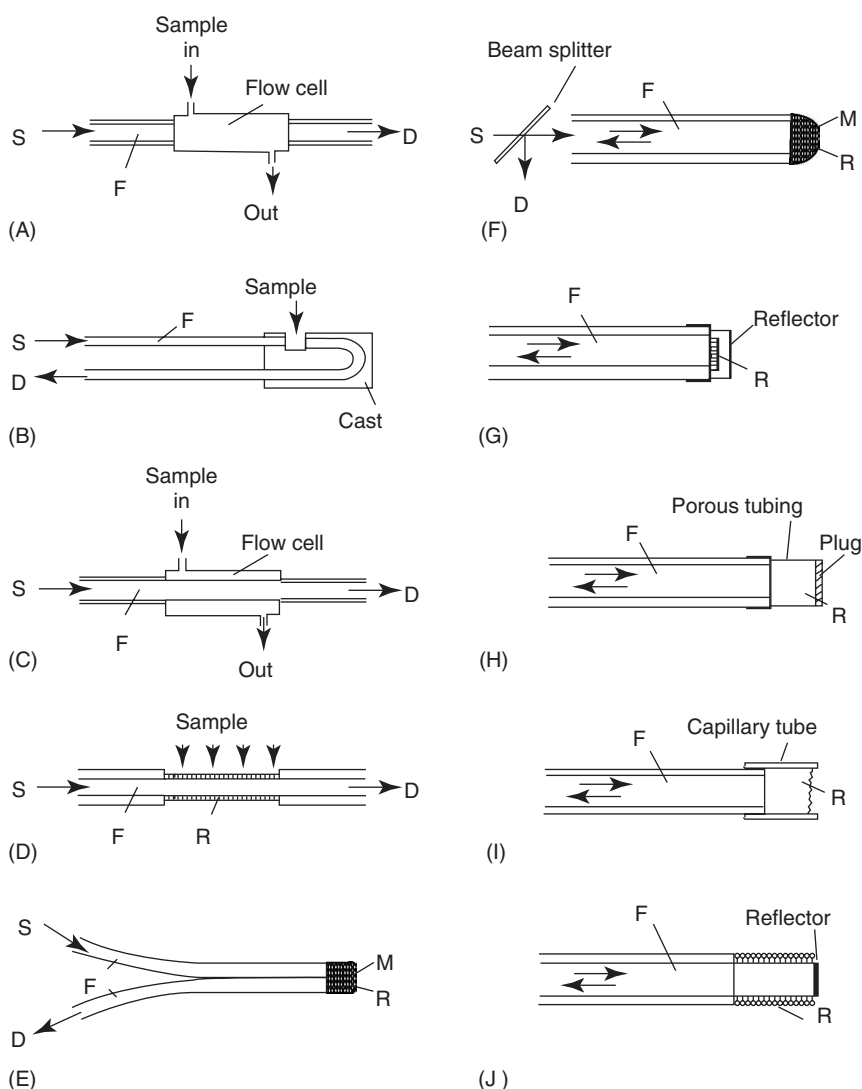 Sample
in
Flow cell
S
D
F
Out
(A)
Sample
F
S
D
Cast
(B)
Sample
in
Flow cell
S
D
F
Out
(C)
Sample
S
D
F
R
(D)
S
F
M
R
D
(E)
Beam splitter
F
M
S
R
D
(F)
F
Reflector
R
(G)
Porous tubing
F
Plug
R
(H)
Capillary tube
F
R
(I)
F
Reflector
R
(J )